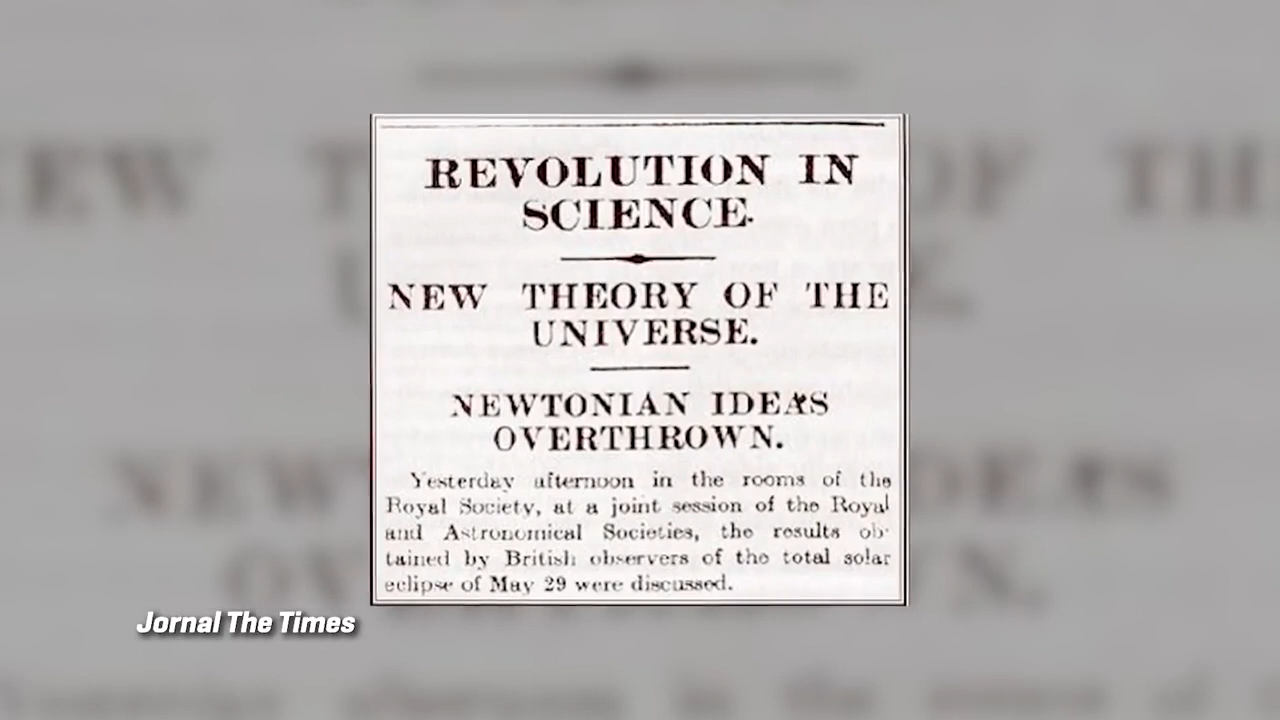 REVOLUTION IN
SCIENCE.
NEW THEORY OF THE
UNIVERSE.
NEWTONIAN IDEAS
OVERTHROWN.
Yesterday afternoon in the rooms of the
Royal Society, at a joint session of the Royal
and Astronomical Societies, the results ob-
tained by British observers of the total solar
eclipse of May 29 were discussed.
Jornal The Times